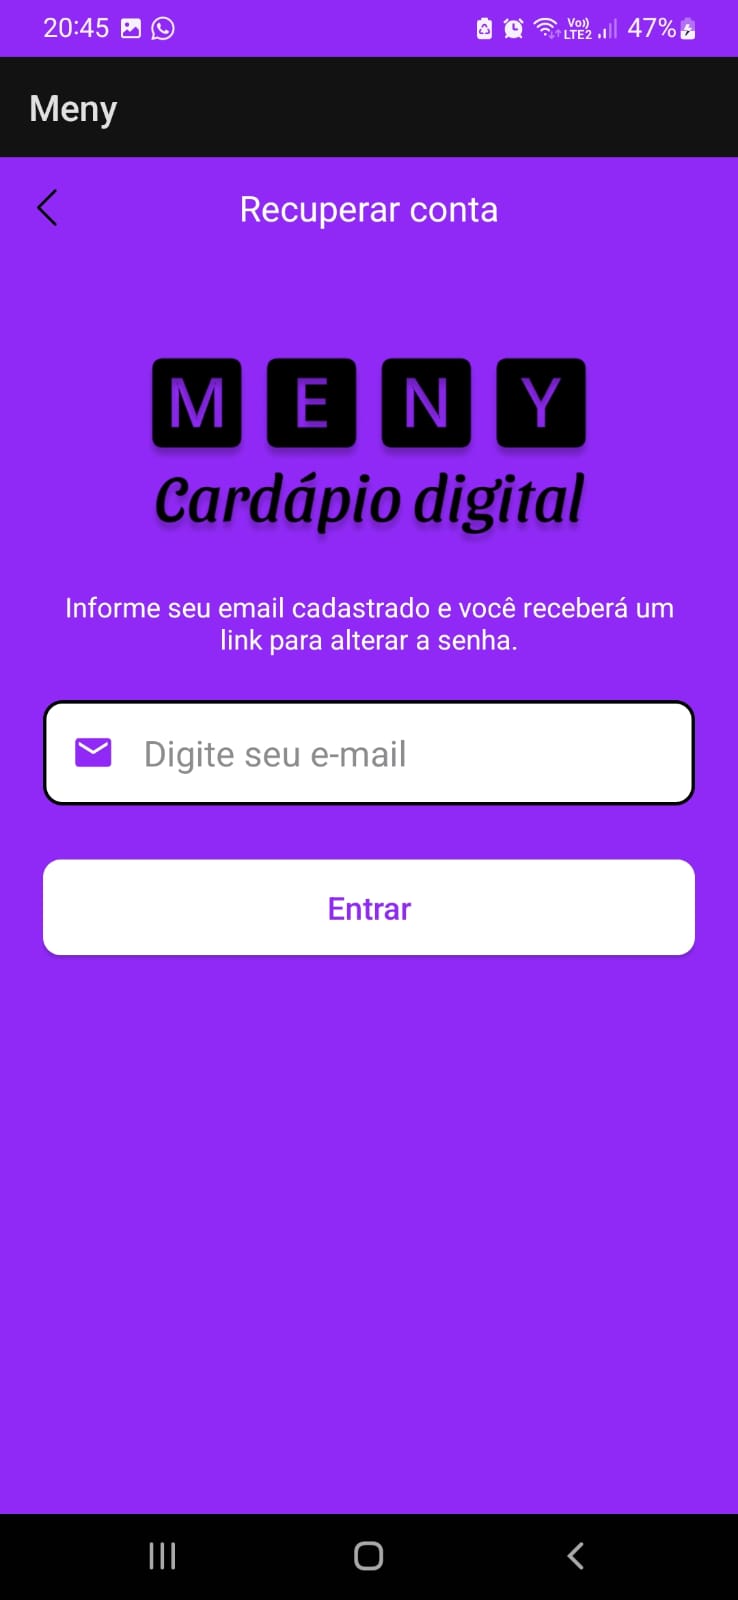 20:45 Vo)) LTE2 47%
Meny
Recuperar conta
MENY
Cardápio digital
Informe seu email cadastrado e você receberá um
link para alterar a senha.
Digite seu e-mail
Entrar